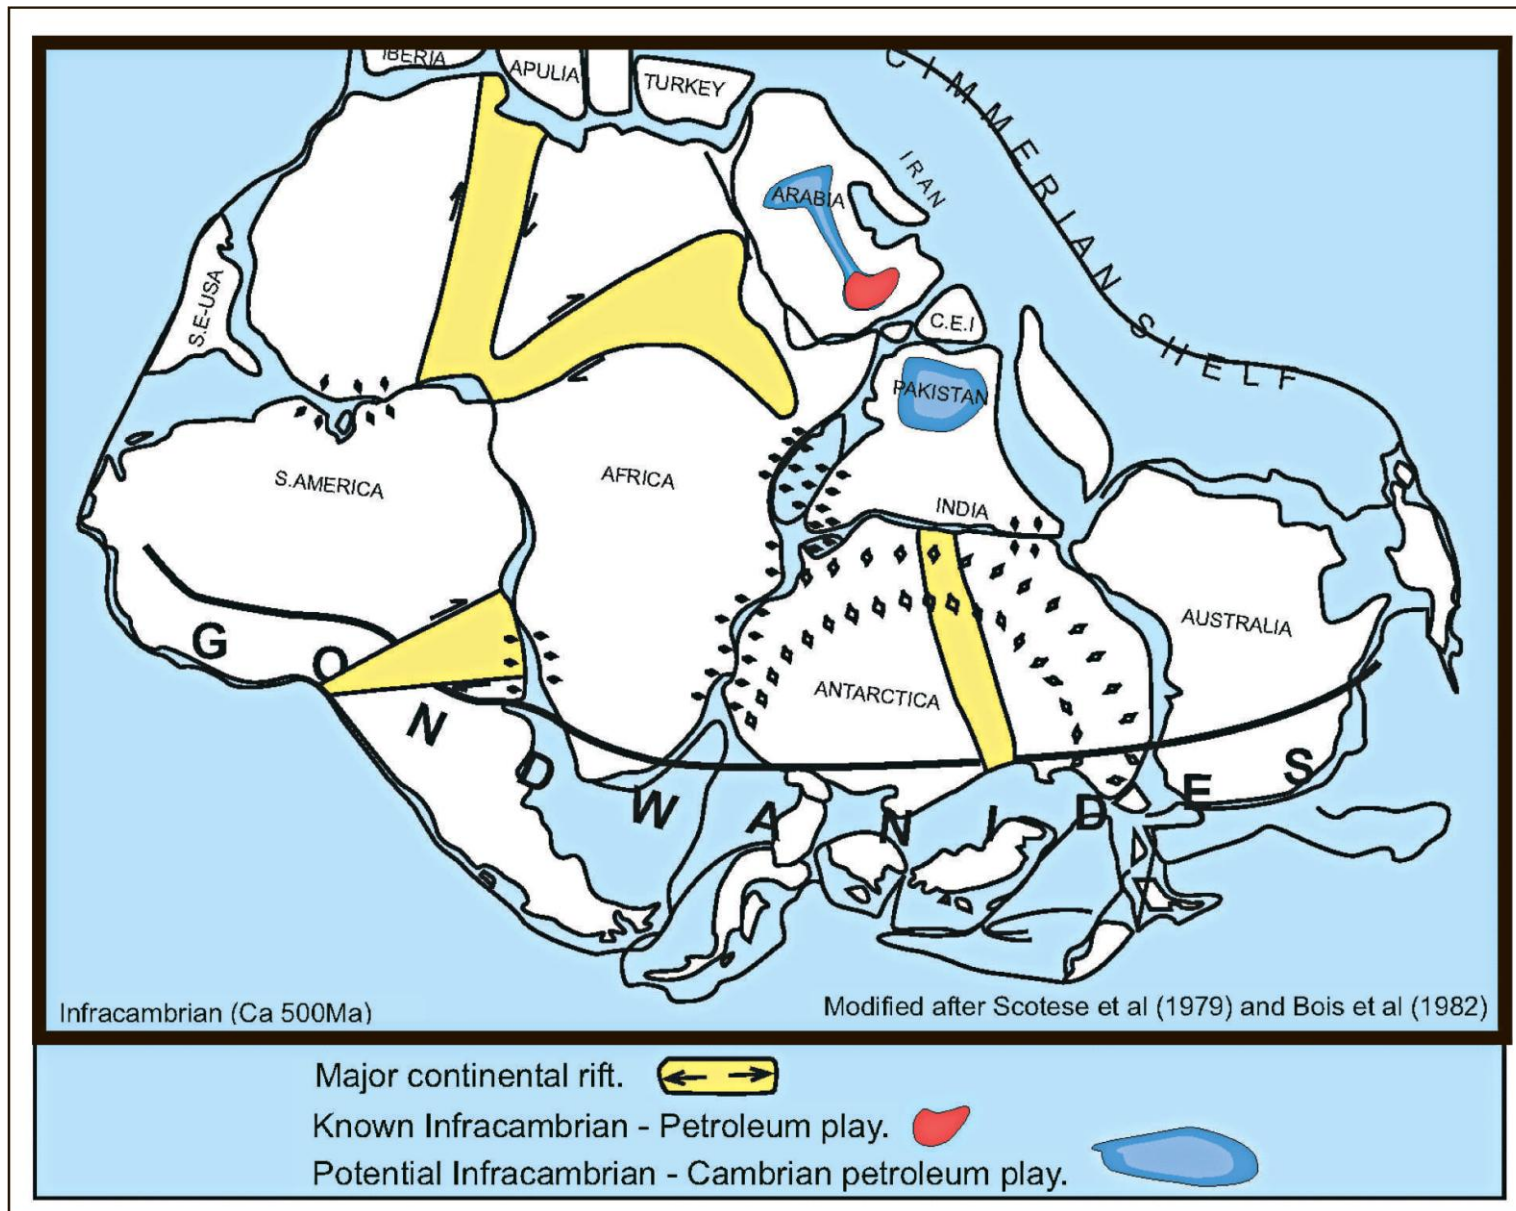 IBERIA
APULIA
TURKEY
CIMMERIAN SHELF
IRAN
ARABIA
S.E-USA
C.E.I
PAKISTAN
S.AMERICA
AFRICA
INDIA
AUSTRALIA
ANTARCTICA
GONDWANIDES
Infracambrian (Ca 500Ma)
Modified after Scotese et al (1979) and Bois et al (1982)
Major continental rift.
Known Infracambrian - Petroleum play.
Potential Infracambrian - Cambrian petroleum play.